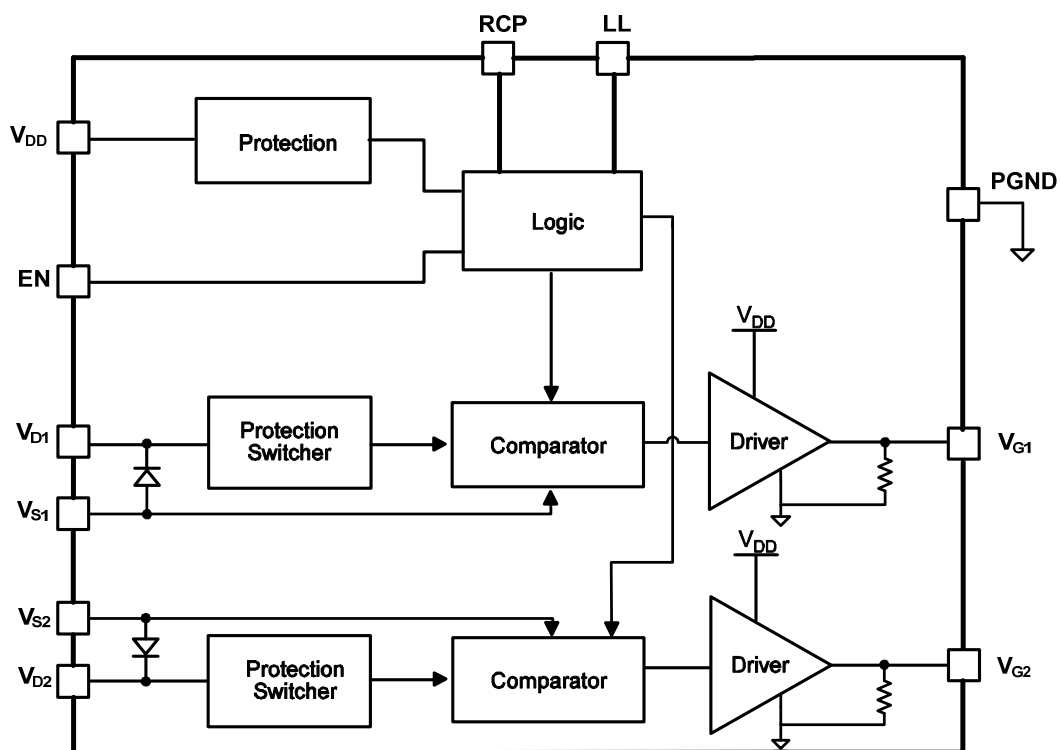 RCP
LL
VDD
Protection
PGND
Logic
EN
VDD
VD1
Protection
Switcher
Comparator
Driver
VG1
VS1
VDD
VS2
VD2
Protection
Switcher
Comparator
Driver
VG2